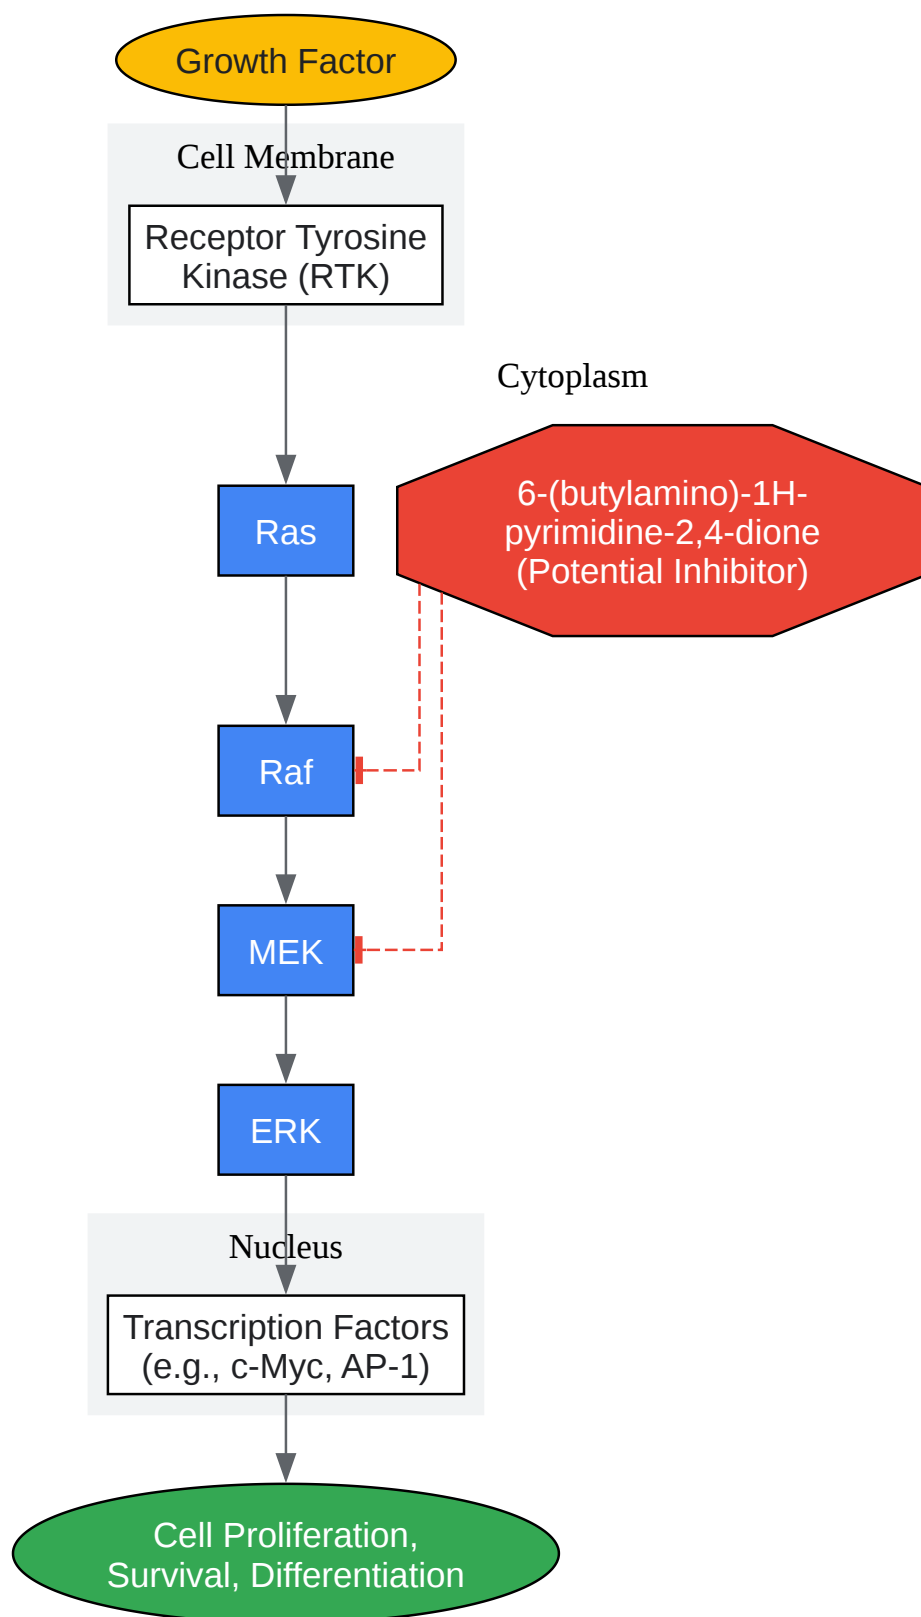 Growth Factor
Cell Membrane
Receptor Tyrosine
Kinase (RTK)
Cytoplasm
6-(butylamino)-1H-
pyrimidine-2,4-dione
(Potential Inhibitor)
Ras
Raf
MEK
ERK
Nucleus
Transcription Factors
(e.g., c-Myc, AP-1)
Cell Proliferation,
Survival, Differentiation